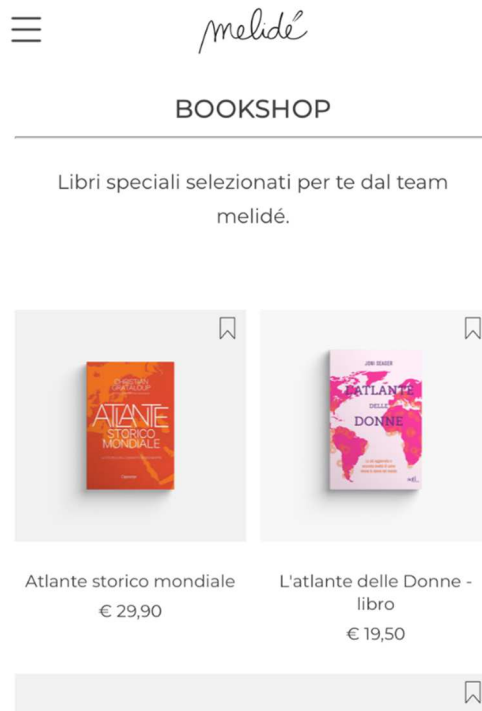 melidé
BOOKSHOP
Libri speciali selezionati per te dal team
melidé.
CHRISTIAN
GRATALOUP
ATLANTE
STORICO
MONDIALE
JONI SEAGER
L'ATLANTE
DELLE
DONNE
Atlante storico mondiale
€ 29,90
L'atlante delle Donne -
libro
€ 19,50